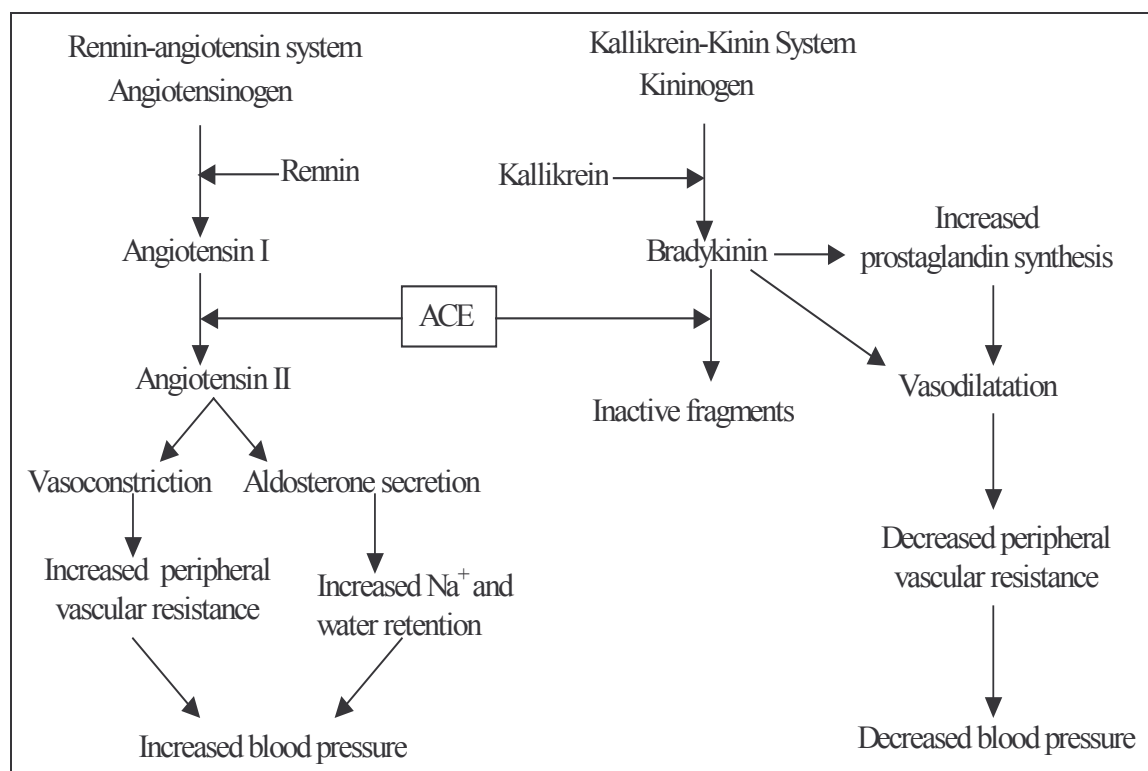 Rennin-angiotensin system
Angiotensinogen
Kallikrein-Kinin System
Kininogen
Rennin
Kallikrein
Angiotensin I
Bradykinin
Increased
prostaglandin synthesis
ACE
Angiotensin II
Inactive fragments
Vasodilatation
Vasoconstriction
Aldosterone secretion
Increased peripheral
vascular resistance
Increased Na⁺ and
water retention
Decreased peripheral
vascular resistance
Increased blood pressure
Decreased blood pressure